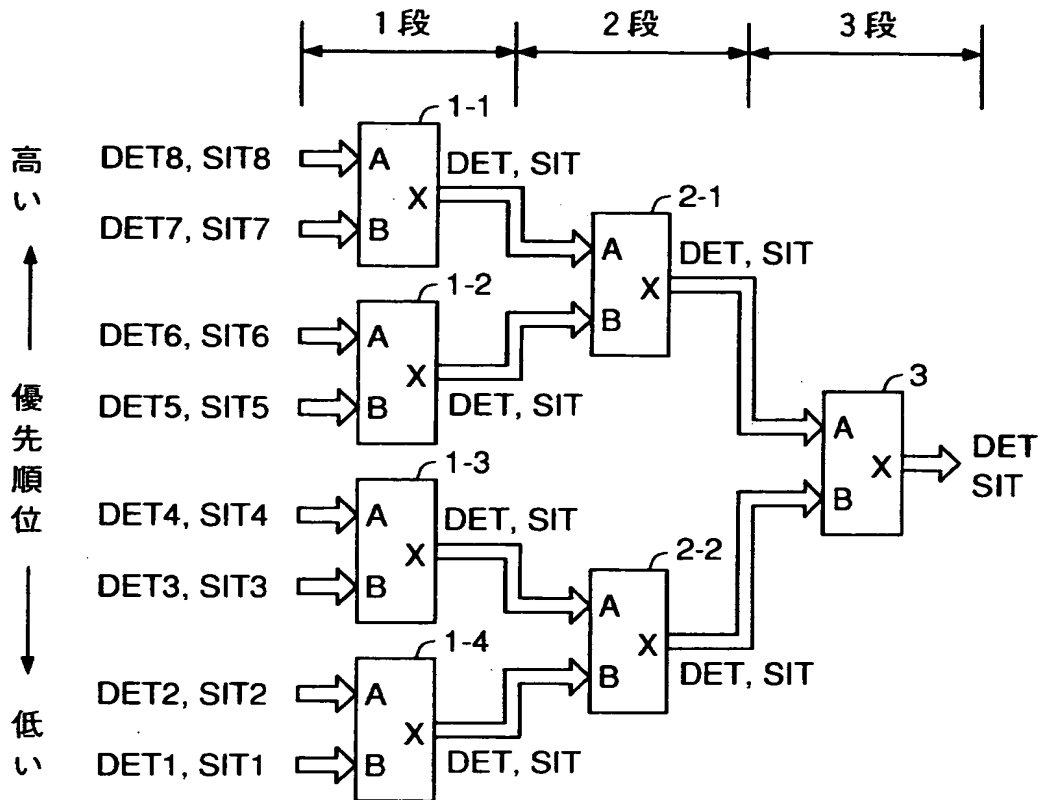 1段
2段
3段
高い
優先順位
低い
DET8, SIT8
DET7, SIT7
DET6, SIT6
DET5, SIT5
DET4, SIT4
DET3, SIT3
DET2, SIT2
DET1, SIT1
1-1
A
B
X
DET, SIT
1-2
A
B
X
DET, SIT
1-3
A
B
X
DET, SIT
1-4
A
B
X
DET, SIT
2-1
A
B
X
DET, SIT
2-2
A
B
X
DET, SIT
3
A
B
X
DET
SIT